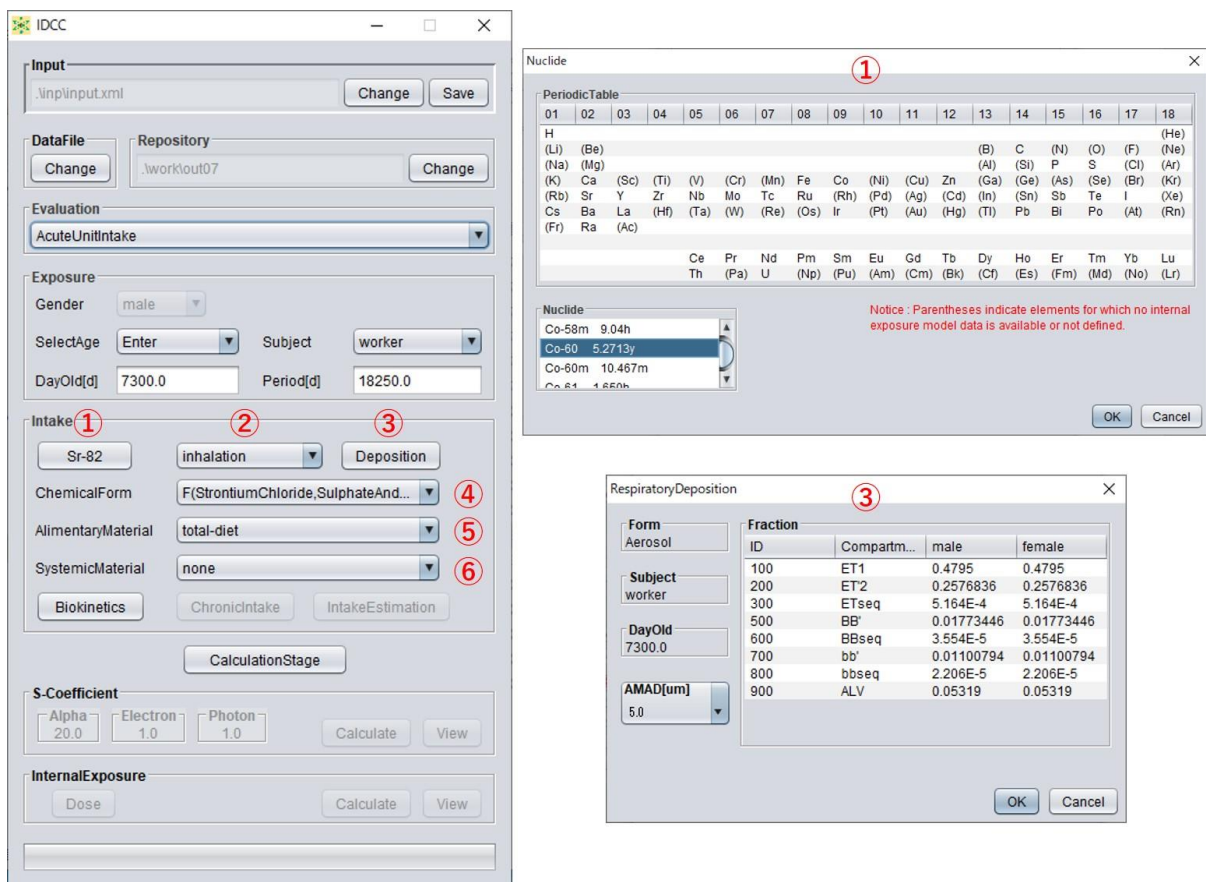 IDCC
Input
.\inp\input.xml Change Save
DataFile Repository
Change .\work\out07 Change
Evaluation
AcuteUnitIntake
Exposure
Gender male
SelectAge Enter Subject worker
DayOld[d] 7300.0 Period[d] 18250.0
Intake ① ② ③
Sr-82 inhalation Deposition
ChemicalForm F(StrontiumChloride,SulphateAnd... ④
AlimentaryMaterial total-diet ⑤
SystemicMaterial none ⑥
Biokinetics ChronicIntake IntakeEstimation
CalculationStage
S-Coefficient
Alpha Electron Photon
20.0 1.0 1.0 Calculate View
InternalExposure
Dose Calculate View
Nuclide ①
PeriodicTable
01 02 03 04 05 06 07 08 09 10 11 12 13 14 15 16 17 18
H (He)
(Li) (Be) (B) C (N) (O) (F) (Ne)
(Na) (Mg) (Al) (Si) P S (Cl) (Ar)
(K) Ca (Sc) (Ti) (V) (Cr) (Mn) Fe Co (Ni) (Cu) Zn (Ga) (Ge) (As) (Se) (Br) (Kr)
(Rb) Sr Y Zr Nb Mo Tc Ru (Rh) (Pd) (Ag) (Cd) (In) (Sn) Sb Te I (Xe)
Cs Ba La (Hf) (Ta) (W) (Re) (Os) Ir (Pt) (Au) (Hg) (Tl) Pb Bi Po (At) (Rn)
(Fr) Ra (Ac)
Ce Pr Nd Pm Sm Eu Gd Tb Dy Ho Er Tm Yb Lu
Th (Pa) U (Np) (Pu) (Am) (Cm) (Bk) (Cf) (Es) (Fm) (Md) (No) (Lr)
Nuclide
Co-58m 9.04h
Co-60 5.2713y
Co-60m 10.467m
Co-61 1.650h
Notice : Parentheses indicate elements for which no internal
exposure model data is available or not defined.
OK Cancel
RespiratoryDeposition ③
Form
Aerosol
Subject
worker
DayOld
7300.0
AMAD[um]
5.0
Fraction
ID Compartm... male female
100 ET1 0.4795 0.4795
200 ET'2 0.2576836 0.2576836
300 ETseq 5.164E-4 5.164E-4
500 BB' 0.01773446 0.01773446
600 BBseq 3.554E-5 3.554E-5
700 bb' 0.01100794 0.01100794
800 bbseq 2.206E-5 2.206E-5
900 ALV 0.05319 0.05319
OK Cancel